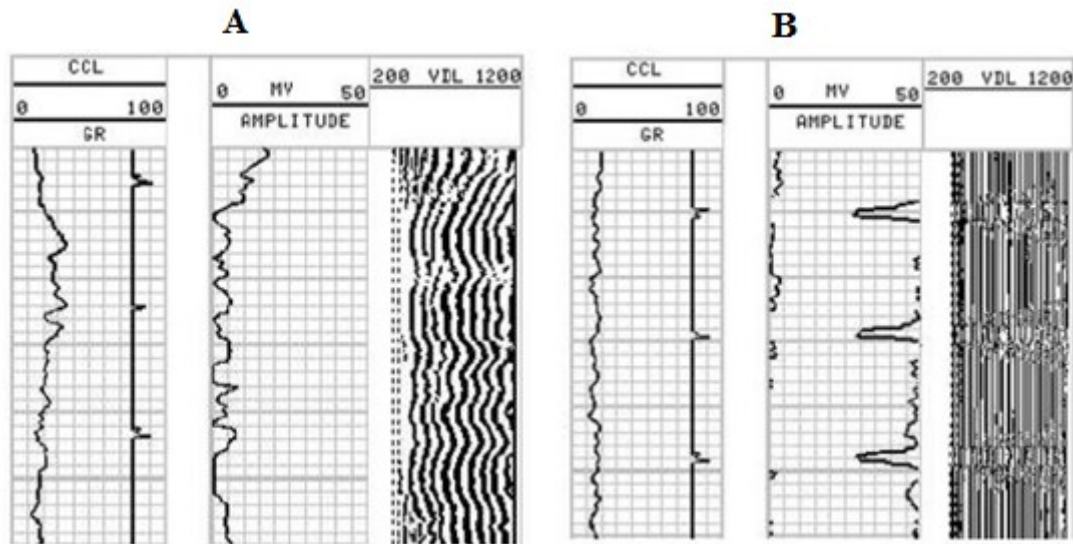 A
CCL
0 100
GR
0 MV 50
AMPLITUDE
200 VDL 1200
B
CCL
0 100
GR
0 MV 50
AMPLITUDE
200 VDL 1200